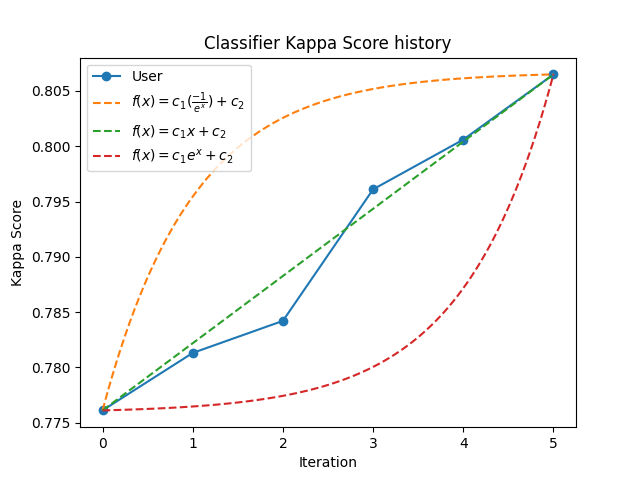 Classifier Kappa Score history
User
f(x) = c₁(−1/eˣ) + c₂
f(x) = c₁x + c₂
f(x) = c₁eˣ + c₂
0.805
0.800
0.795
0.790
0.785
0.780
0.775
Kappa Score
0 1 2 3 4 5
Iteration